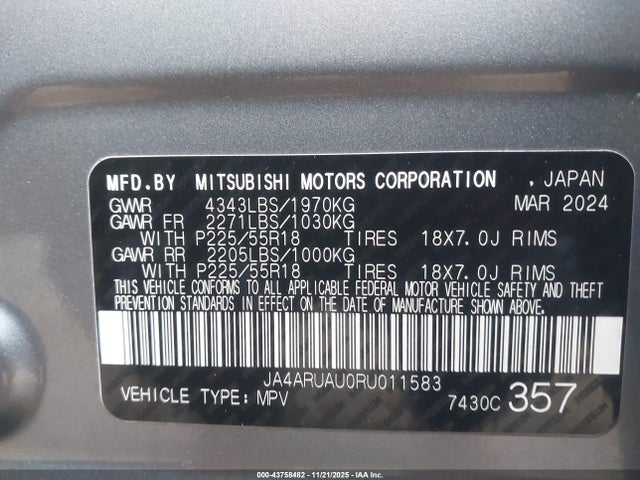 MFD.BY MITSUBISHI MOTORS CORPORATION , JAPAN
GVWR 4343LBS/1970KG MAR 2024
GAWR FR 2271LBS/1030KG
WITH P225/55R18 TIRES 18X7.0J RIMS
GAWR RR 2205LBS/1000KG
WITH P225/55R18 TIRES 18X7.0J RIMS
THIS VEHICLE CONFORMS TO ALL APPLICABLE FEDERAL MOTOR VEHICLE SAFETY AND THEFT
PREVENTION STANDARDS IN EFFECT ON THE DATE OF MANUFACTURE SHOWN ABOVE.
JA4ARUAU0RU011583
VEHICLE TYPE: MPV 7430C 357
000-43758482 - 11/21/2025 - IAA Inc.